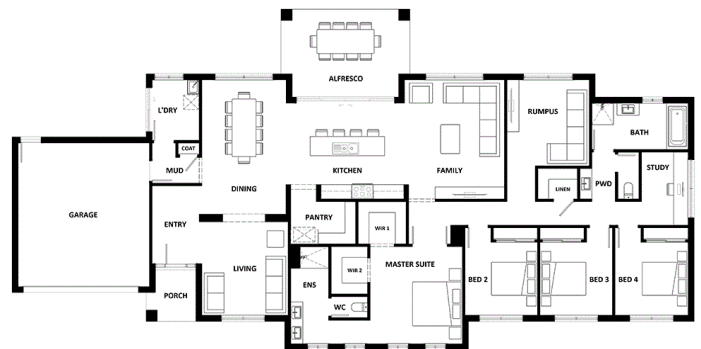 ALFRESCO
L'DRY
RUMPUS
BATH
COAT
MUD
KITCHEN
FAMILY
STUDY
DINING
LINEN
PWD
GARAGE
ENTRY
PANTRY
WIR 1
LIVING
MASTER SUITE
WIR 2
BED 2
BED 3
BED 4
ENS
PORCH
WC